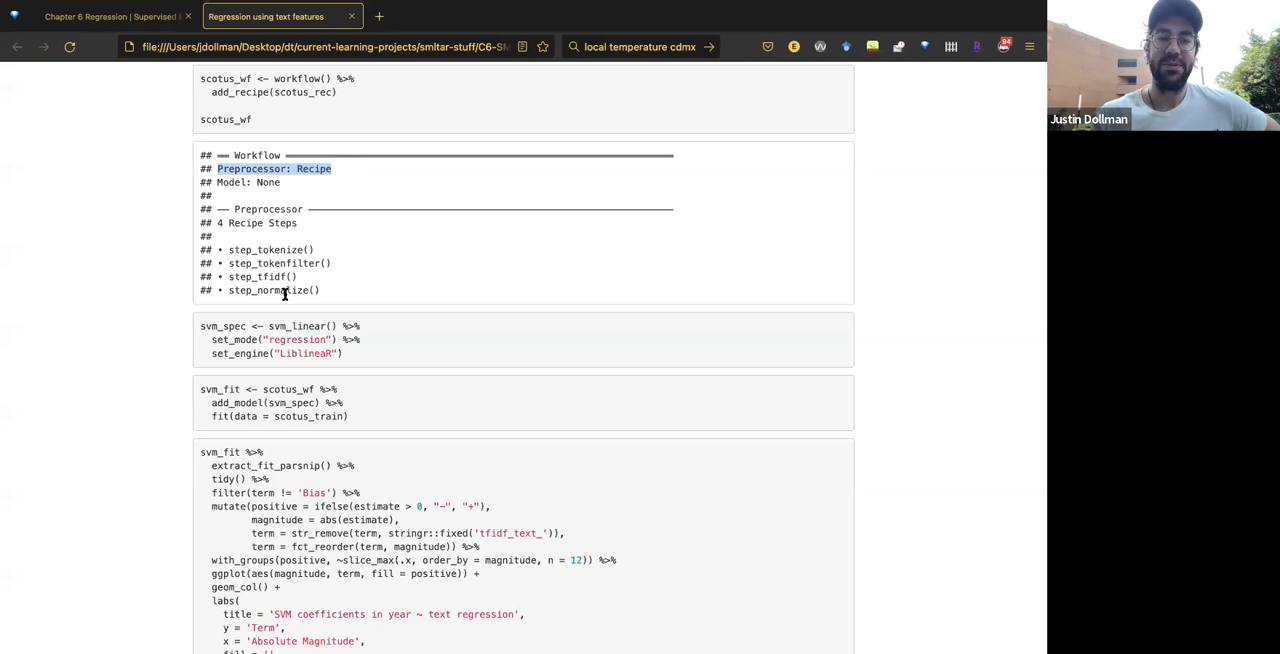 Chapter 6 Regression | Supervised
Regression using text features
file:///Users/jdollman/Desktop/dt/current-learning-projects/smltar-stuff/C6-SM
local temperature cdmx
94
Justin Dollman
scotus_wf <- workflow() %>%
  add_recipe(scotus_rec)
scotus_wf
## == Workflow ====================================================================
## Preprocessor: Recipe
## Model: None
##
## —— Preprocessor ————————————————————————————————————————————————————————————————
## 4 Recipe Steps
##
## • step_tokenize()
## • step_tokenfilter()
## • step_tfidf()
## • step_normalize()
svm_spec <- svm_linear() %>%
  set_mode("regression") %>%
  set_engine("LiblineaR")
svm_fit <- scotus_wf %>%
  add_model(svm_spec) %>%
  fit(data = scotus_train)
svm_fit %>%
  extract_fit_parsnip() %>%
  tidy() %>%
  filter(term != 'Bias') %>%
  mutate(positive = ifelse(estimate > 0, "-", "+"),
         magnitude = abs(estimate),
         term = str_remove(term, stringr::fixed('tfidf_text_')),
         term = fct_reorder(term, magnitude)) %>%
  with_groups(positive, ~slice_max(.x, order_by = magnitude, n = 12)) %>%
  ggplot(aes(magnitude, term, fill = positive)) +
  geom_col() +
  labs(
    title = 'SVM coefficients in year ~ text regression',
    y = 'Term',
    x = 'Absolute Magnitude',
    fill = ''